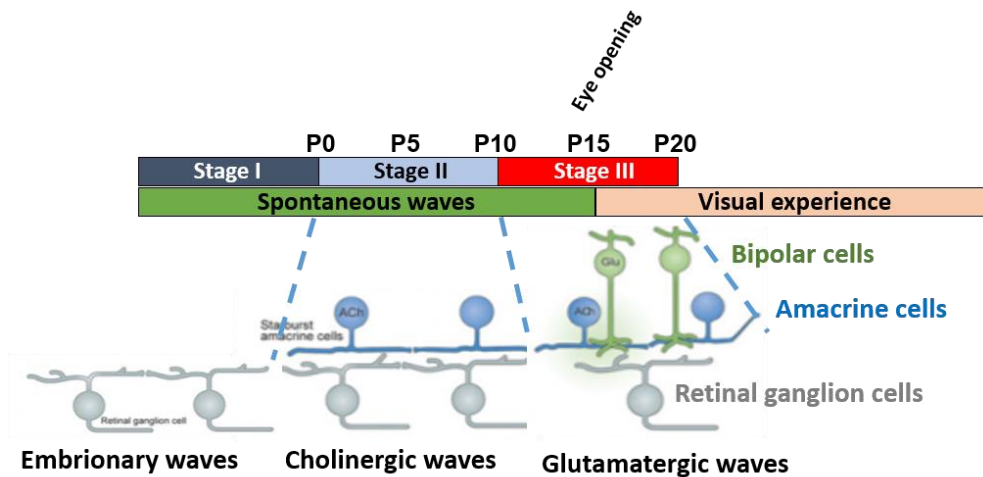 Eye opening
P0 P5 P10 P15 P20
Stage I Stage II Stage III
Spontaneous waves Visual experience
Glu
Bipolar cells
ACh
ACh
Starburst
amacrine cells
Amacrine cells
Retinal ganglion cells
Retinal ganglion cell
Embrionary waves Cholinergic waves Glutamatergic waves